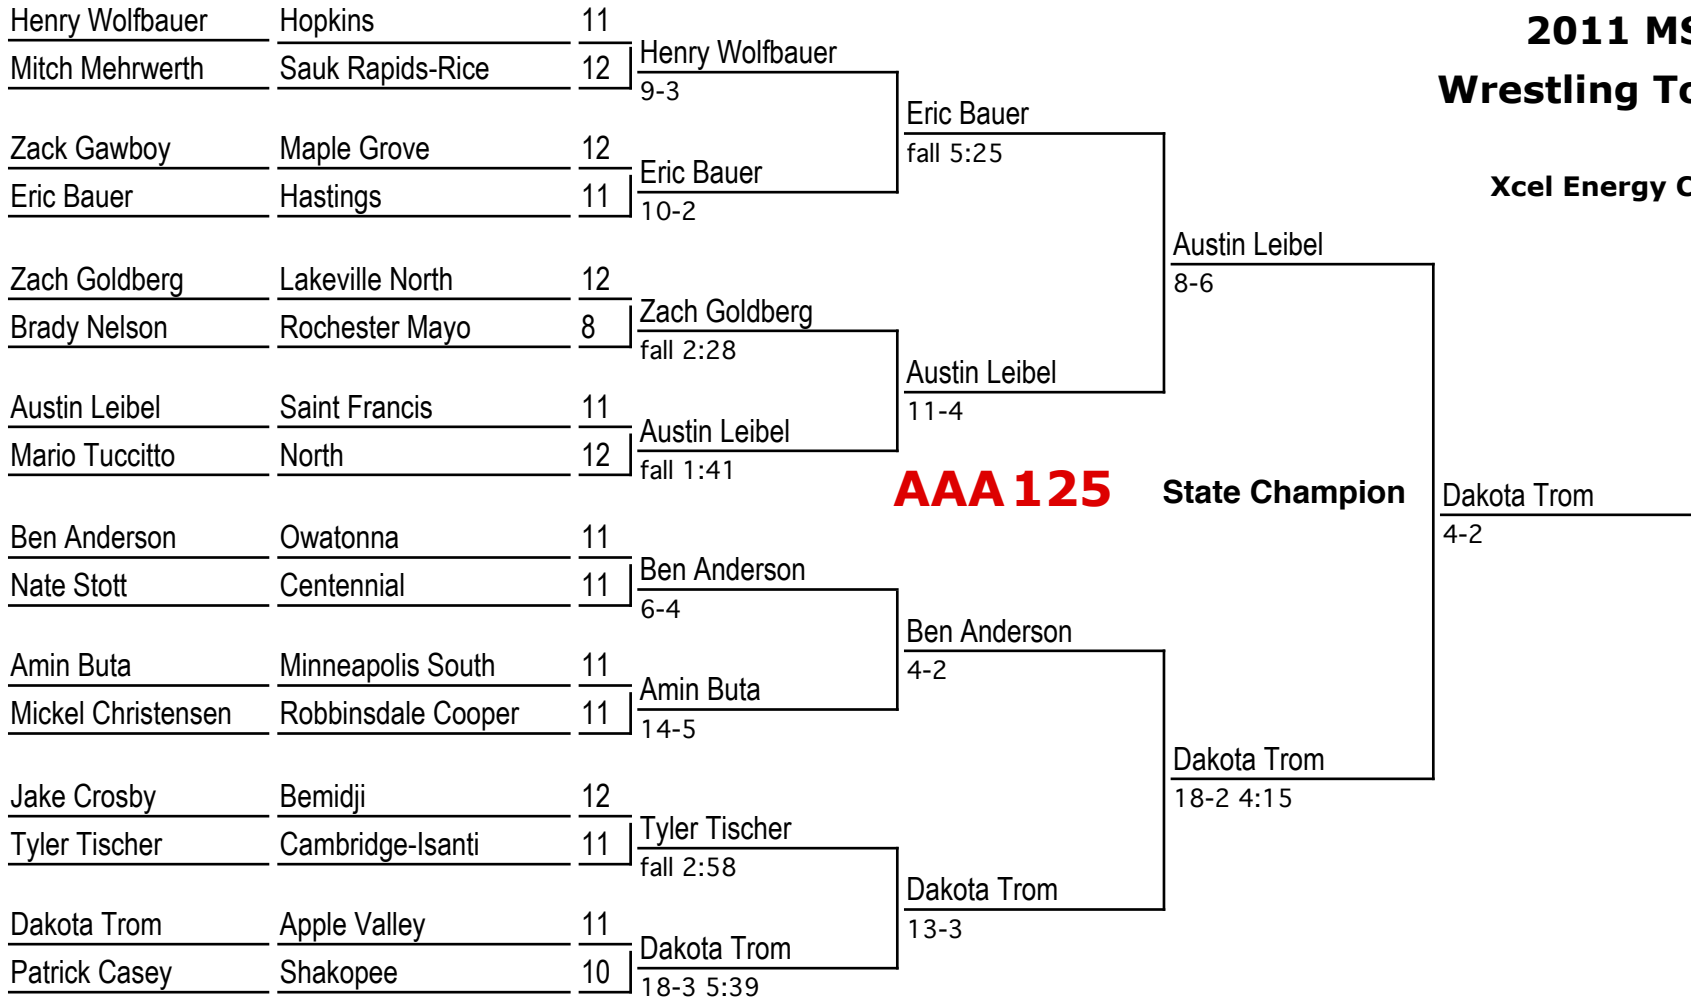 Henry Wolfbauer Hopkins 11
Mitch Mehrwerth Sauk Rapids-Rice 12
Zack Gawboy Maple Grove 12
Eric Bauer Hastings 11
Zach Goldberg Lakeville North 12
Brady Nelson Rochester Mayo 8
Austin Leibel Saint Francis 11
Mario Tuccitto North 12
Ben Anderson Owatonna 11
Nate Stott Centennial 11
Amin Buta Minneapolis South 11
Mickel Christensen Robbinsdale Cooper 11
Jake Crosby Bemidji 12
Tyler Tischer Cambridge-Isanti 11
Dakota Trom Apple Valley 11
Patrick Casey Shakopee 10
Henry Wolfbauer
9-3
Eric Bauer
10-2
Zach Goldberg
fall 2:28
Austin Leibel
fall 1:41
Ben Anderson
6-4
Amin Buta
14-5
Tyler Tischer
fall 2:58
Dakota Trom
18-3 5:39
Eric Bauer
fall 5:25
Austin Leibel
11-4
AAA 125
Ben Anderson
4-2
Dakota Trom
13-3
Austin Leibel
8-6
State Champion
Dakota Trom
18-2 4:15
Dakota Trom
4-2
2011 MS
Wrestling To
Xcel Energy C